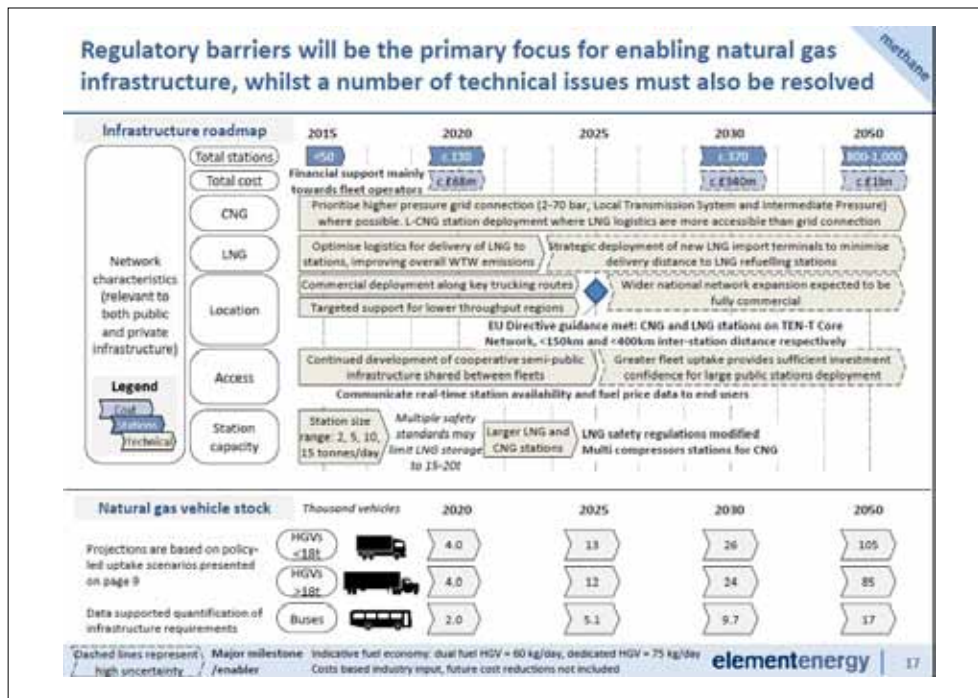 Regulatory barriers will be the primary focus for enabling natural gas
infrastructure, whilst a number of technical issues must also be resolved
methane
Infrastructure roadmap
2015
2020
2025
2030
2050
Network
characteristics
(relevant to
both public
and private
infrastructure)
Legend
Cost
Stations
Technical
Total stations
<50
c.130
c.370
800-1,000
Total cost
Financial support mainly
towards fleet operators
c.£68m
c.£340m
c.£1bn
CNG
Prioritise higher pressure grid connection (2-70 bar, Local Transmission System and Intermediate Pressure)
where possible. L-CNG station deployment where LNG logistics are more accessible than grid connection
LNG
Optimise logistics for delivery of LNG to
stations, improving overall WTW emissions
Strategic deployment of new LNG import terminals to minimise
delivery distance to LNG refuelling stations
Location
Commercial deployment along key trucking routes
Targeted support for lower throughput regions
Wider national network expansion expected to
be fully commercial
EU Directive guidance met: CNG and LNG stations on TEN-T Core
Network, <150km and <400km inter-station distance respectively
Access
Continued development of cooperative semi-public
infrastructure shared between fleets
Greater fleet uptake provides sufficient investment
confidence for large public stations deployment
Communicate real-time station availability and fuel price data to end users
Station
capacity
Station size
range: 2, 5, 10,
15 tonnes/day
Multiple safety
standards may
limit LNG storage
to 15-20t
Larger LNG and
CNG stations
LNG safety regulations modified
Multi compressors stations for CNG
Natural gas vehicle stock
Thousand vehicles
2020
2025
2030
2050
Projections are based on policy-
led uptake scenarios presented
on page 9
Data supported quantification of
infrastructure requirements
HGVs
<18t
4.0
13
26
105
HGVs
>18t
4.0
12
24
85
Buses
2.0
5.1
9.7
17
Dashed lines represent
high uncertainty
Major milestone
/enabler
Indicative fuel economy: dual fuel HGV = 60 kg/day, dedicated HGV = 75 kg/day
Costs based industry input, future cost reductions not included
elementenergy
17